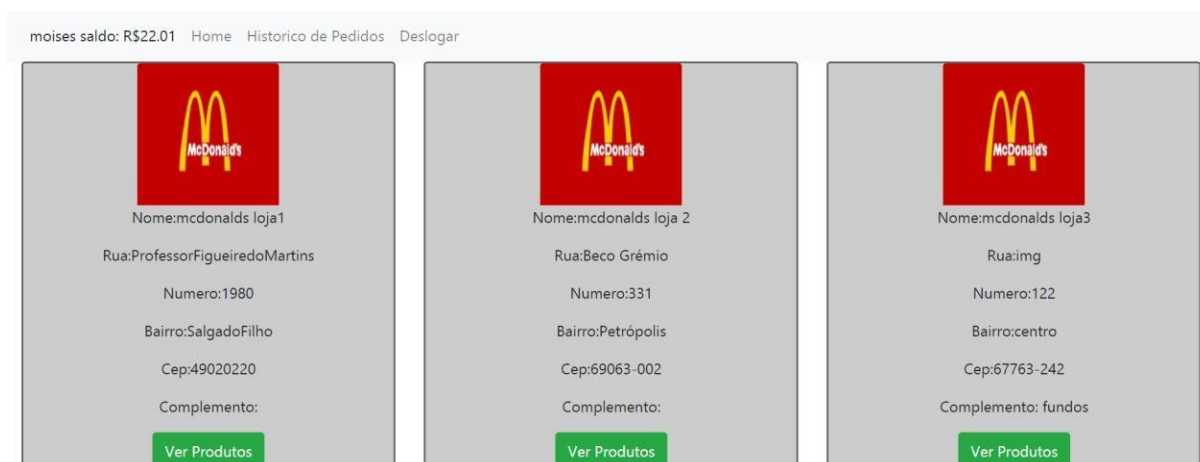 moises saldo: R$22.01 Home Historico de Pedidos Deslogar
McDonald's
Nome:mcdonalds loja1
Rua:ProfessorFigueiredoMartins
Numero:1980
Bairro:SalgadoFilho
Cep:49020220
Complemento:
Ver Produtos
McDonald's
Nome:mcdonalds loja 2
Rua:Beco Grémio
Numero:331
Bairro:Petrópolis
Cep:69063-002
Complemento:
Ver Produtos
McDonald's
Nome:mcdonalds loja3
Rua:img
Numero:122
Bairro:centro
Cep:67763-242
Complemento: fundos
Ver Produtos